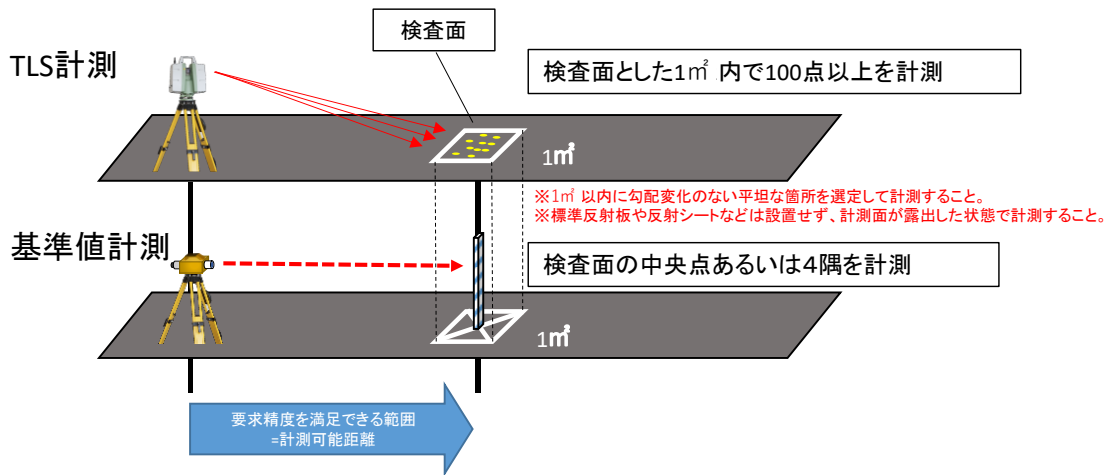 検査面
TLS計測
検査面とした1㎡ 内で100点以上を計測
1㎡
※1㎡ 以内に勾配変化のない平坦な箇所を選定して計測すること。
※標準反射板や反射シートなどは設置せず、計測面が露出した状態で計測すること。
基準値計測
検査面の中央点あるいは4隅を計測
1㎡
要求精度を満足できる範囲
=計測可能距離